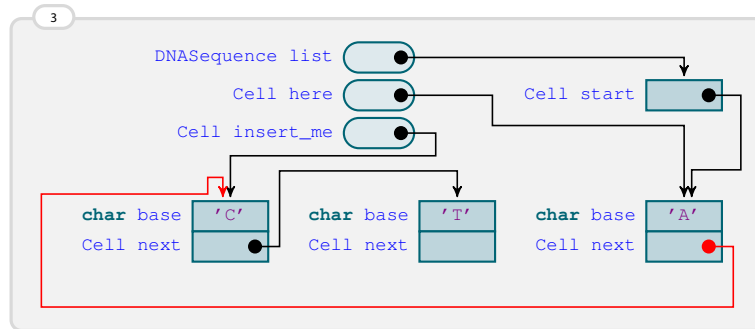 3
DNASequence list
Cell here Cell start
Cell insert_me
char base 'C' char base 'T' char base 'A'
Cell next Cell next Cell next